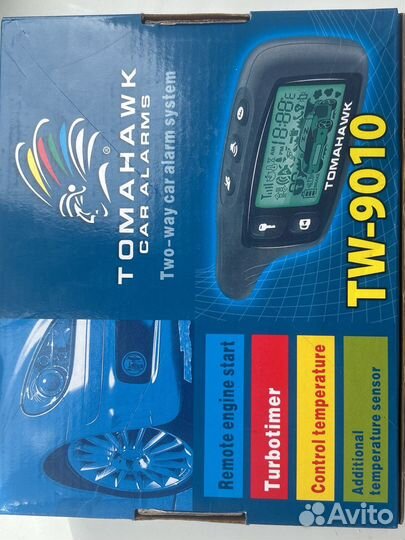 TOMAHAWK
CAR ALARMS
Two-way car alarm system
TOMAHAWK
TW-9010
Remote engine start
Turbotimer
Control temperature
Additional
temperature sensor
Avito